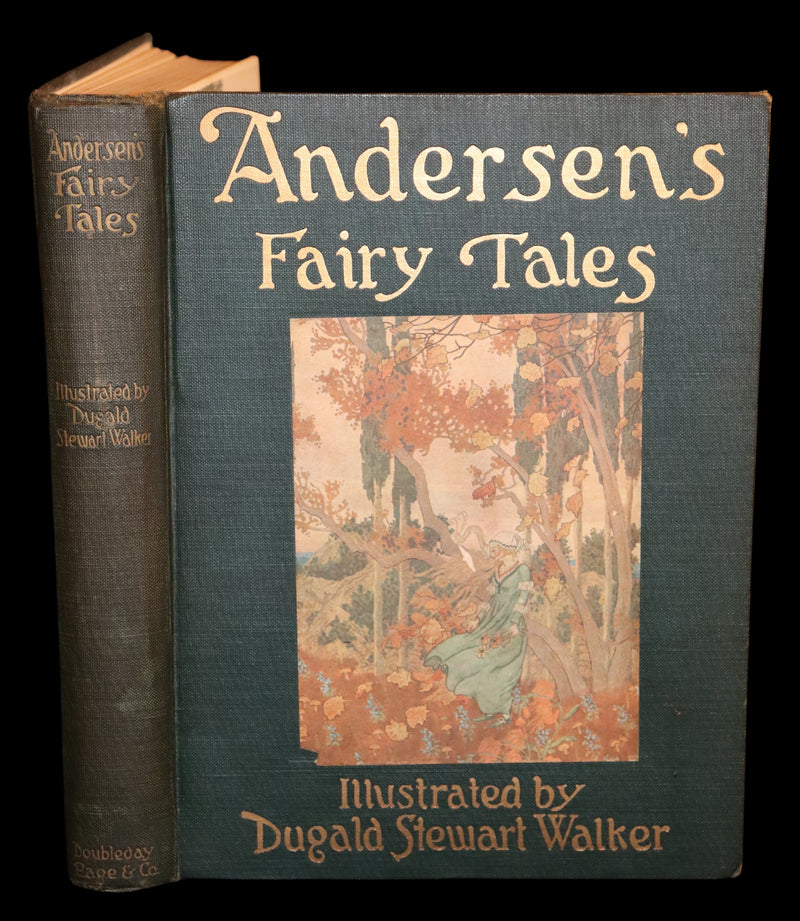 Andersen's
Fairy
Tales
Illustrated by
Dugald
Stewart Walker
Doubleday
Page & Co.
Andersen's
Fairy Tales
Illustrated by
Dugald Stewart Walker